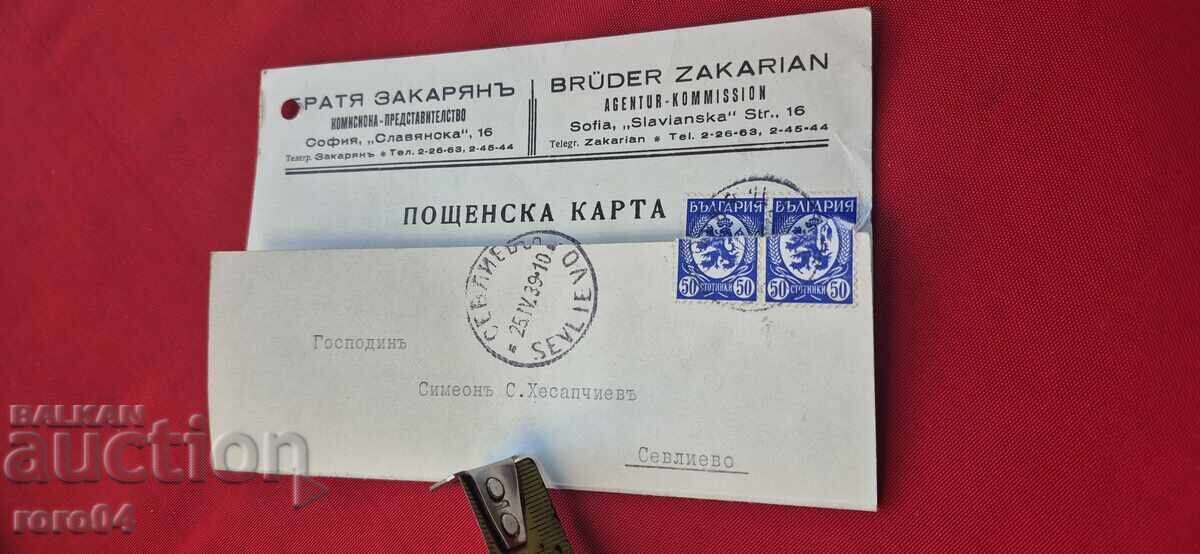 БРАТЯ ЗАКАРЯНЪ
КОМИСИОНА-ПРЕДСТАВИТЕЛСТВО
София, „Славянска“, 16
Телегр. Закарянъ * Тел. 2-26-63, 2-45-44
BRÜDER ZAKARIAN
AGENTUR-KOMMISSION
Sofia, „Slavianska“ Str., 16
Telegr. Zakarian * Tel. 2-26-63, 2-45-44
ПОЩЕНСКА КАРТА
БЪЛГАРИЯ
БЪЛГАРИЯ
50 СТОТИНКИ 50
50 СТОТИНКИ 50
СЕВЛИЕВО
25.IV.39-10
SEVLIEVO
Господинъ
Симеонъ С.Хесапчиевъ
Севлиево
BALKAN
auction
roro04